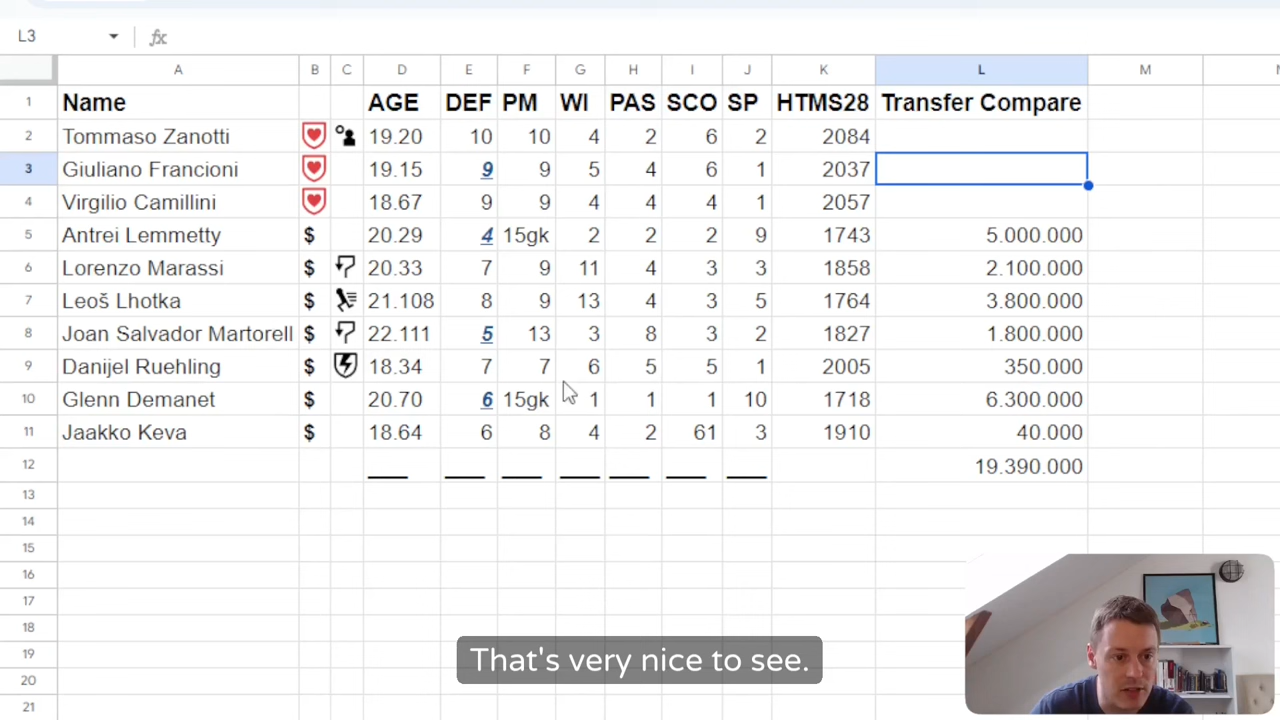 L3 fx
A B C D E F G H I J K L M
1 Name AGE DEF PM WI PAS SCO SP HTMS28 Transfer Compare
2 Tommaso Zanotti 19.20 10 10 4 2 6 2 2084
3 Giuliano Francioni 19.15 9 9 5 4 6 1 2037
4 Virgilio Camillini 18.67 9 9 4 4 4 1 2057
5 Antrei Lemmetty $ 20.29 4 15gk 2 2 2 9 1743 5.000.000
6 Lorenzo Marassi $ 20.33 7 9 11 4 3 3 1858 2.100.000
7 Leoš Lhotka $ 21.108 8 9 13 4 3 5 1764 3.800.000
8 Joan Salvador Martorell $ 22.111 5 13 3 8 3 2 1827 1.800.000
9 Danijel Ruehling $ 18.34 7 7 6 5 5 1 2005 350.000
10 Glenn Demanet $ 20.70 6 15gk 1 1 1 10 1718 6.300.000
11 Jaakko Keva $ 18.64 6 8 4 2 61 3 1910 40.000
12 19.390.000
13
14
15
16
17
18
19
20
21
That's very nice to see.